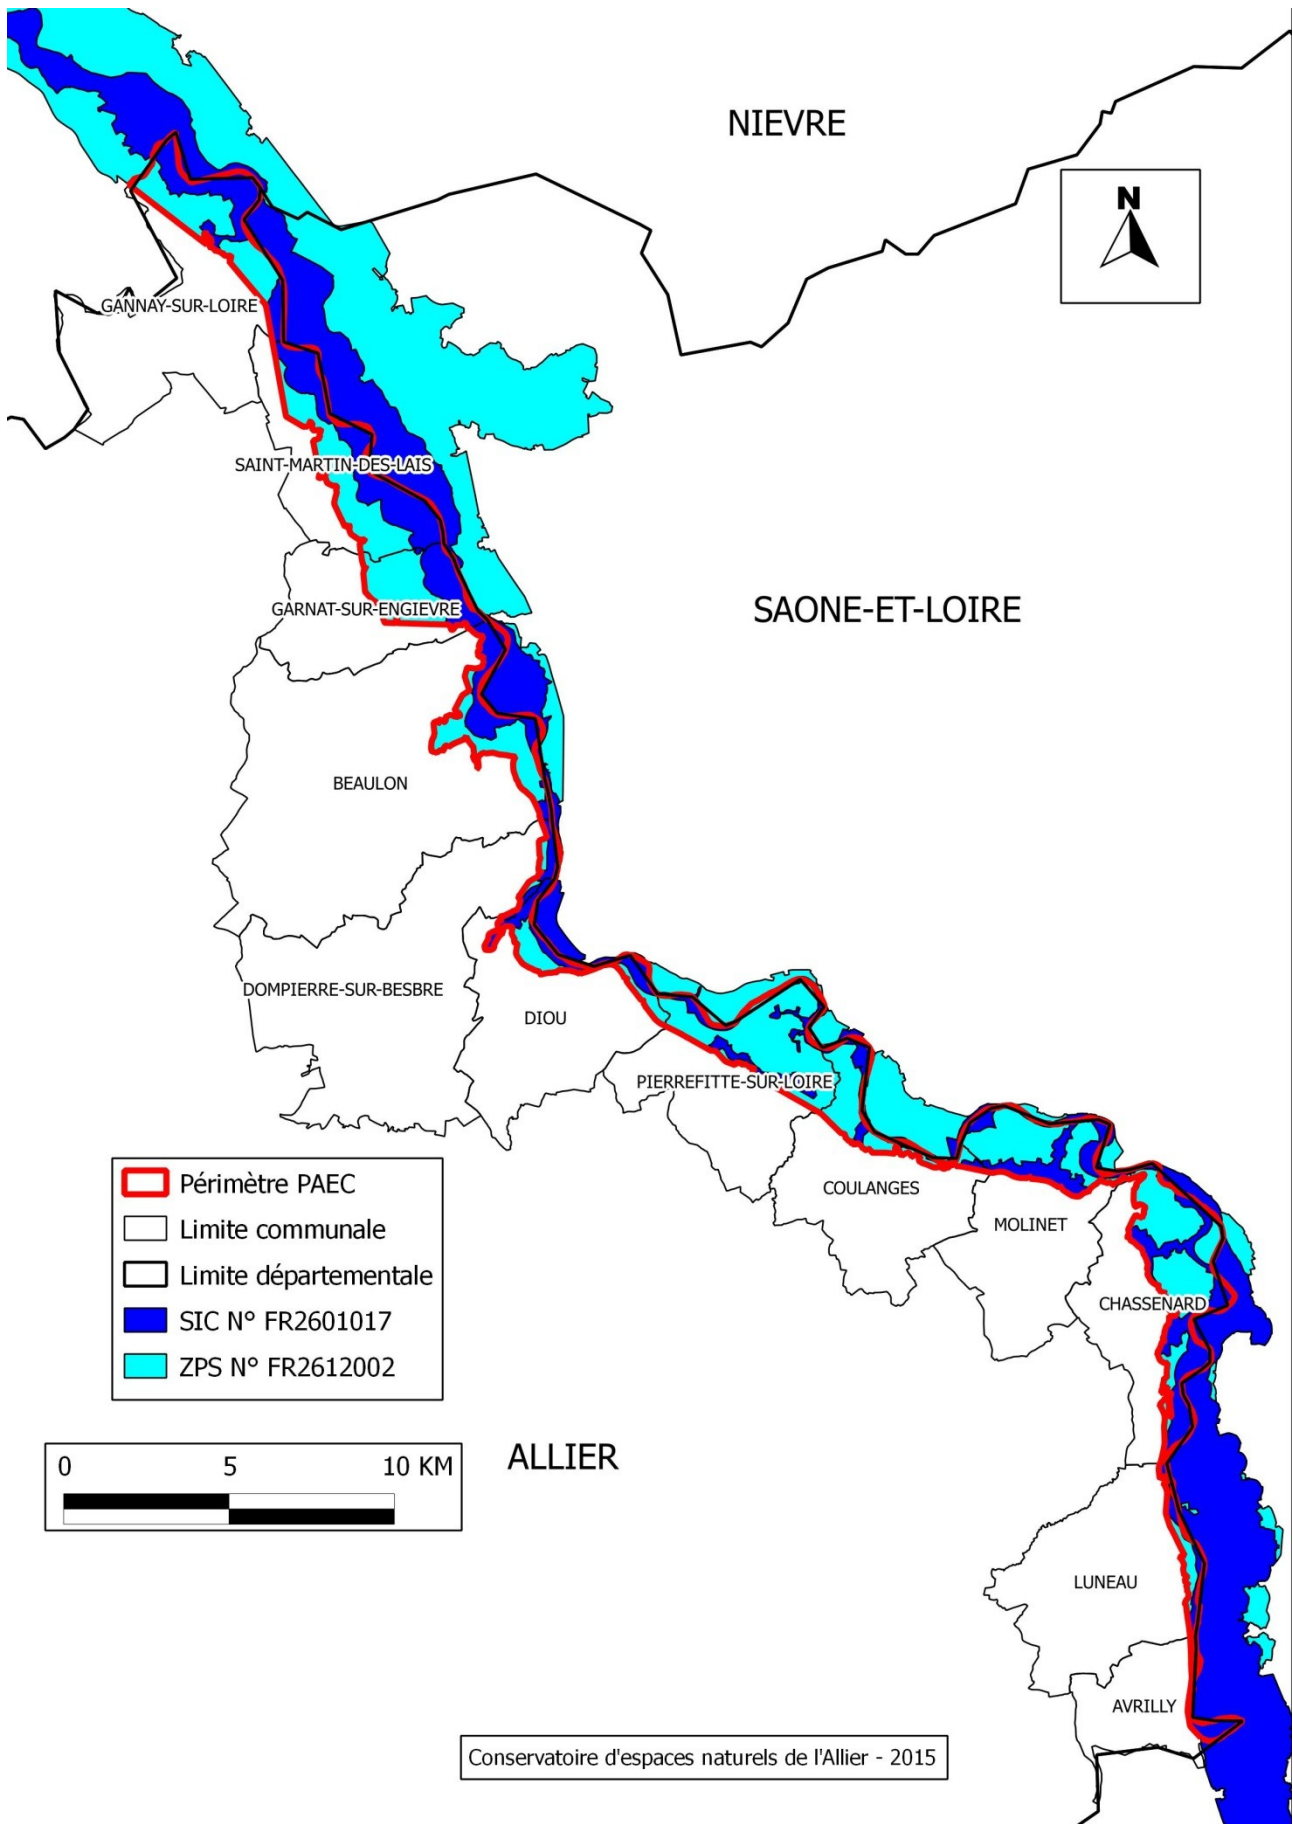 NIEVRE
N
GANNAY-SUR-LOIRE
SAINT-MARTIN-DES-LAIS
GARNAT-SUR-ENGIEVRE
SAONE-ET-LOIRE
BEAULON
DOMPIERRE-SUR-BESBRE
DIOU
PIERREFITTE-SUR-LOIRE
COULANGES
MOLINET
CHASSENARD
Périmètre PAEC
Limite communale
Limite départementale
SIC N° FR2601017
ZPS N° FR2612002
0 5 10 KM
ALLIER
LUNEAU
AVRILLY
Conservatoire d'espaces naturels de l'Allier - 2015